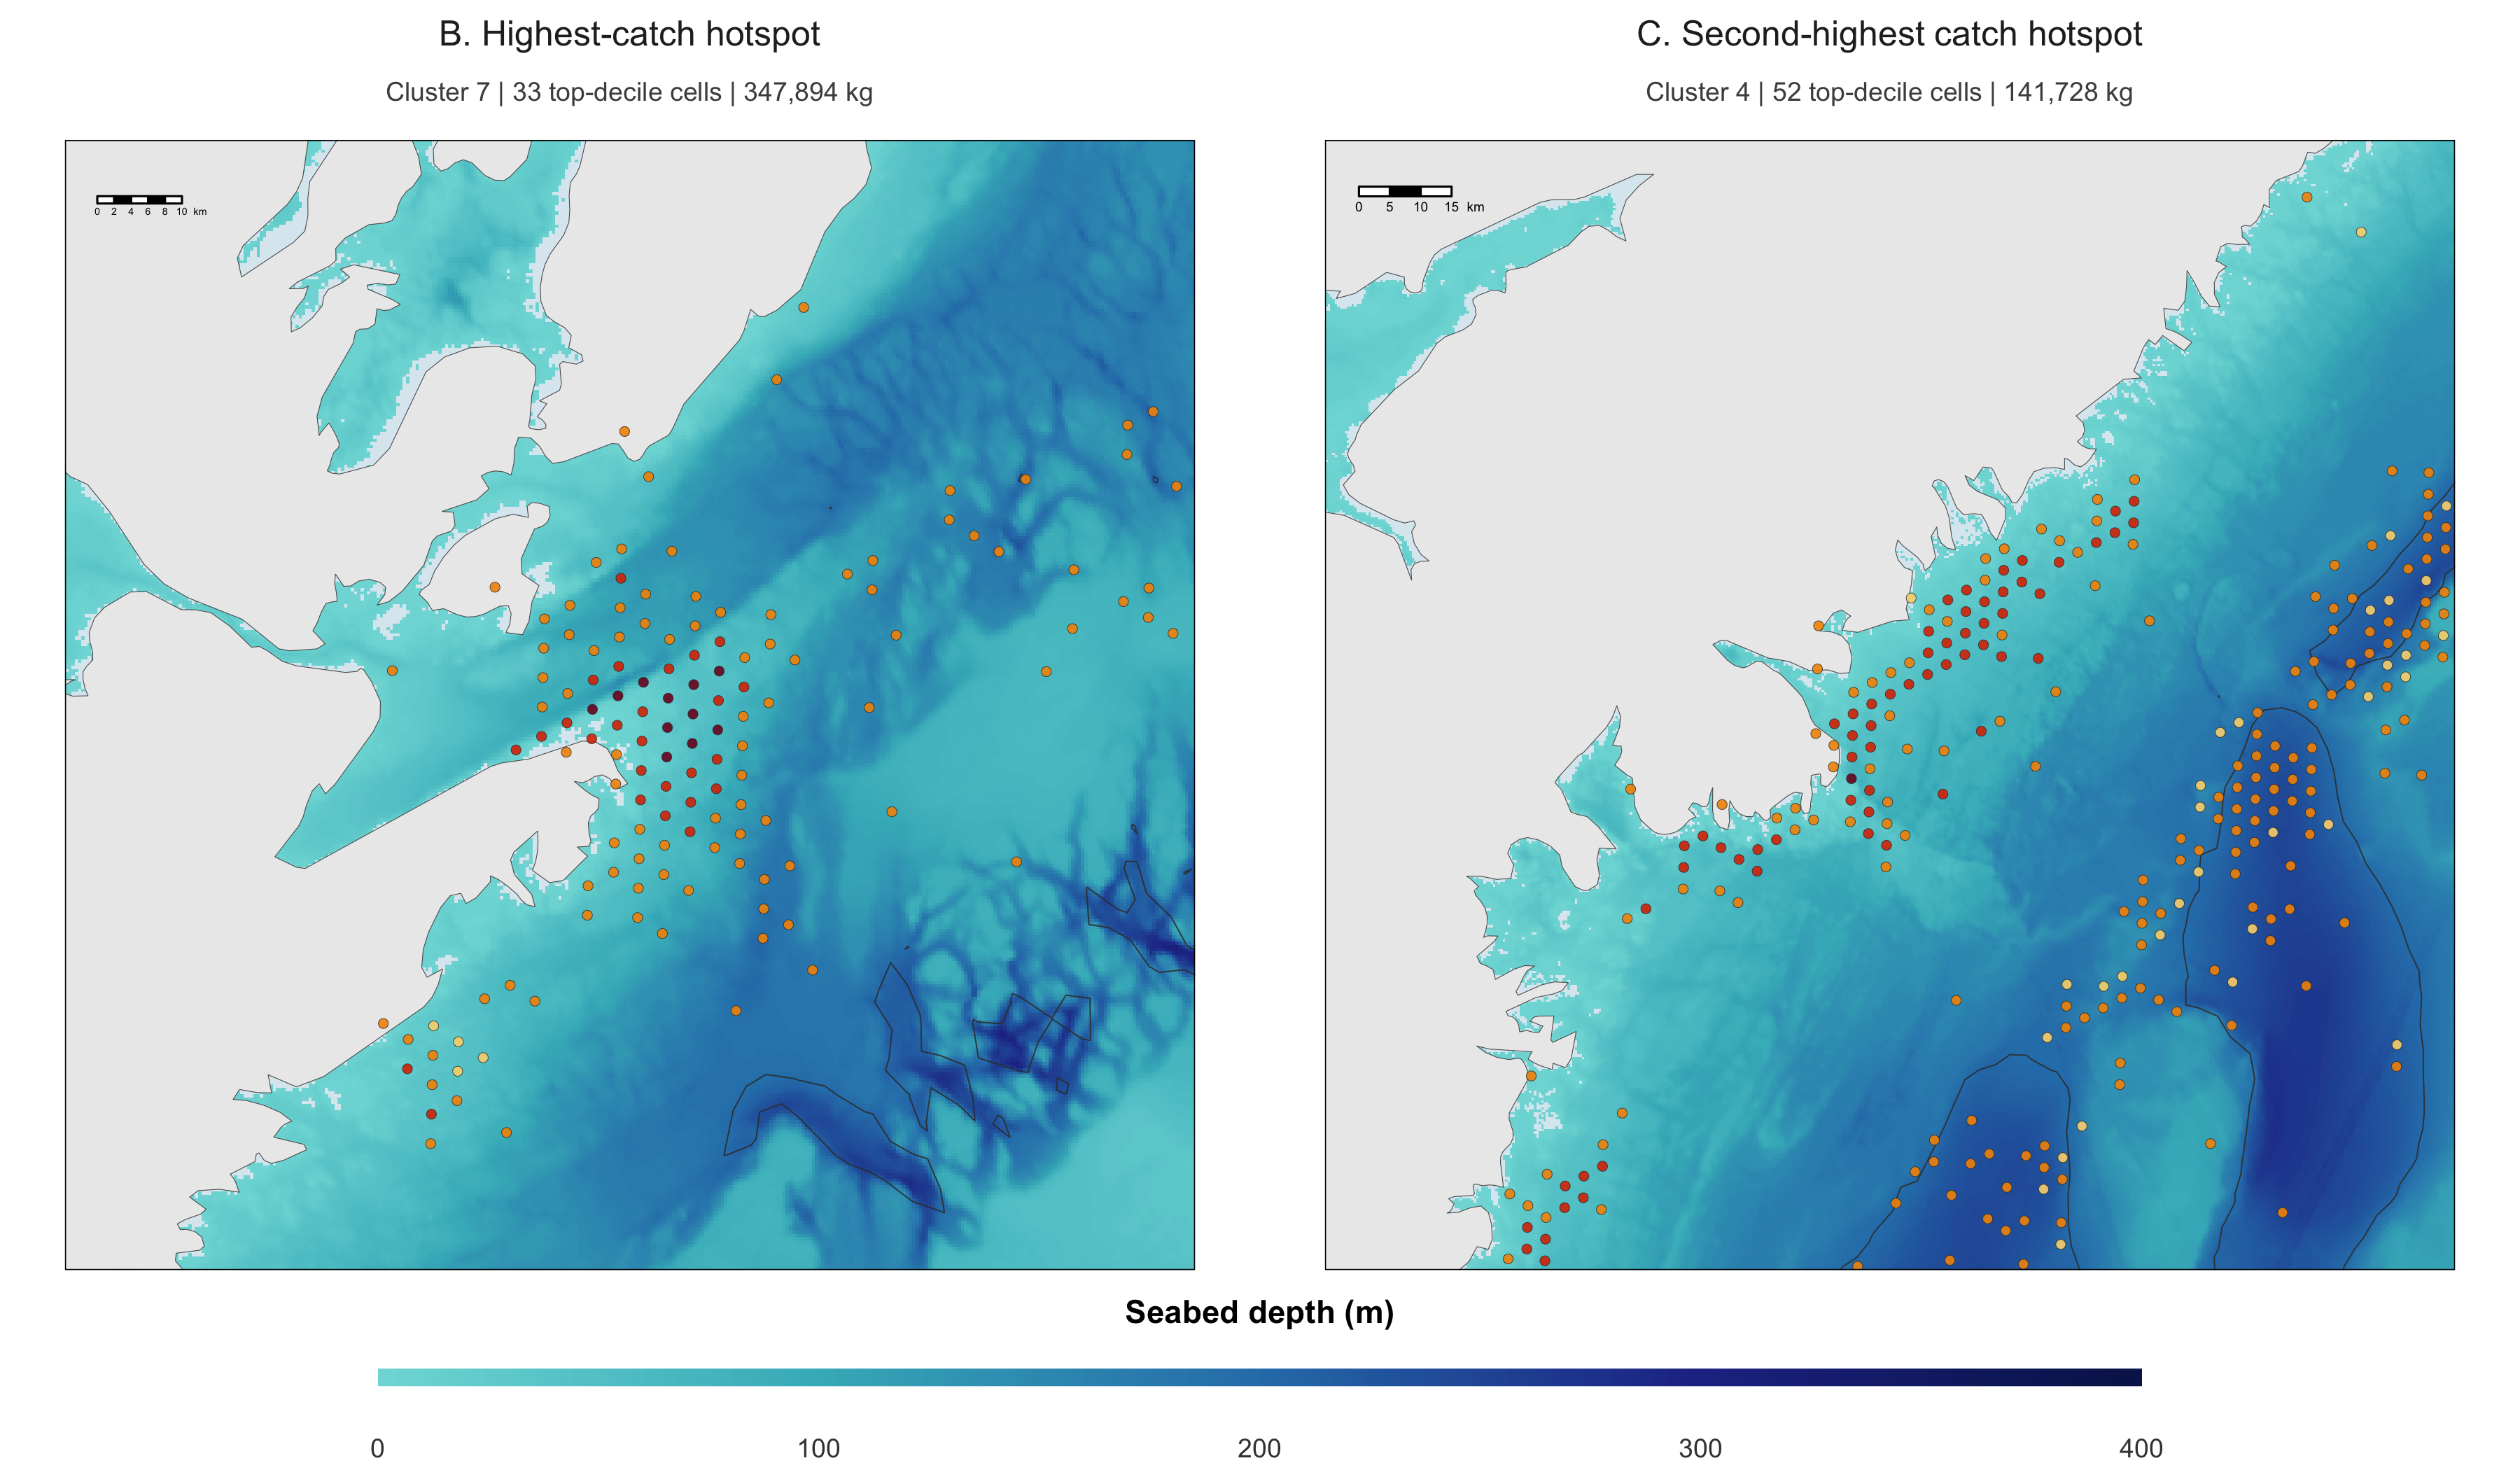 B. Highest-catch hotspot
Cluster 7 | 33 top-decile cells | 347,894 kg
0 2 4 6 8 10 km
C. Second-highest catch hotspot
Cluster 4 | 52 top-decile cells | 141,728 kg
0 5 10 15 km
Seabed depth (m)
0 100 200 300 400